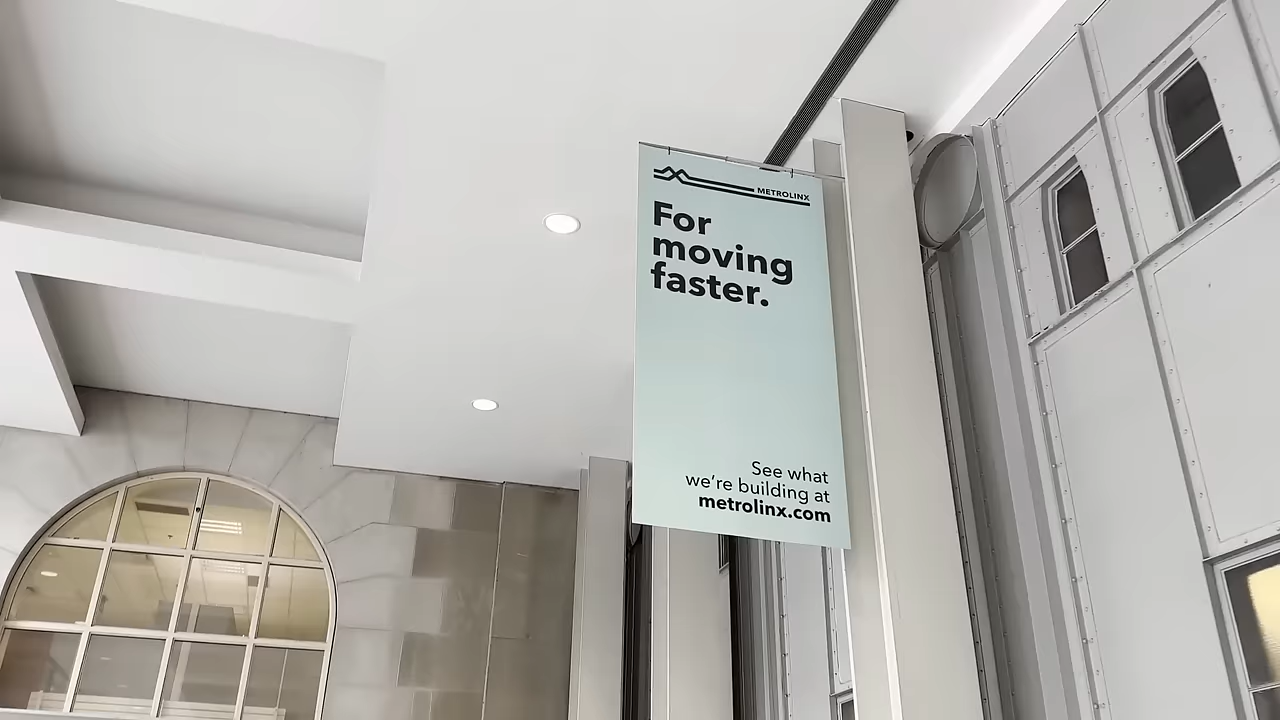 METROLINX
For
moving
faster.
See what
we're building at
metrolinx.com